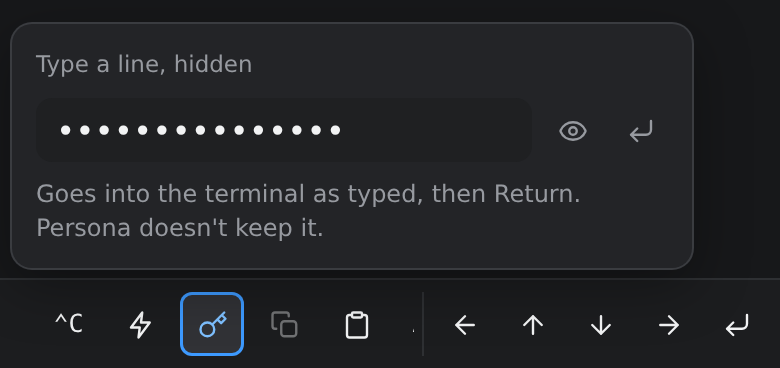 Type a line, hidden
•••••••••••••••
Goes into the terminal as typed, then Return.
Persona doesn't keep it.
^C